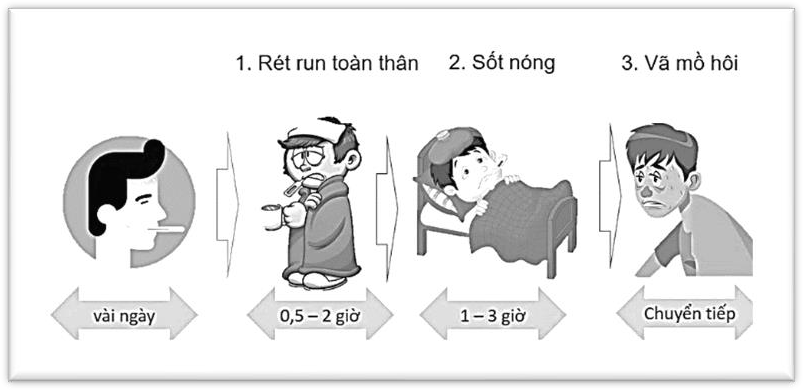 1. Rét run toàn thân
2. Sốt nóng
3. Vã mồ hôi
vài ngày
0,5 – 2 giờ
1 – 3 giờ
Chuyển tiếp